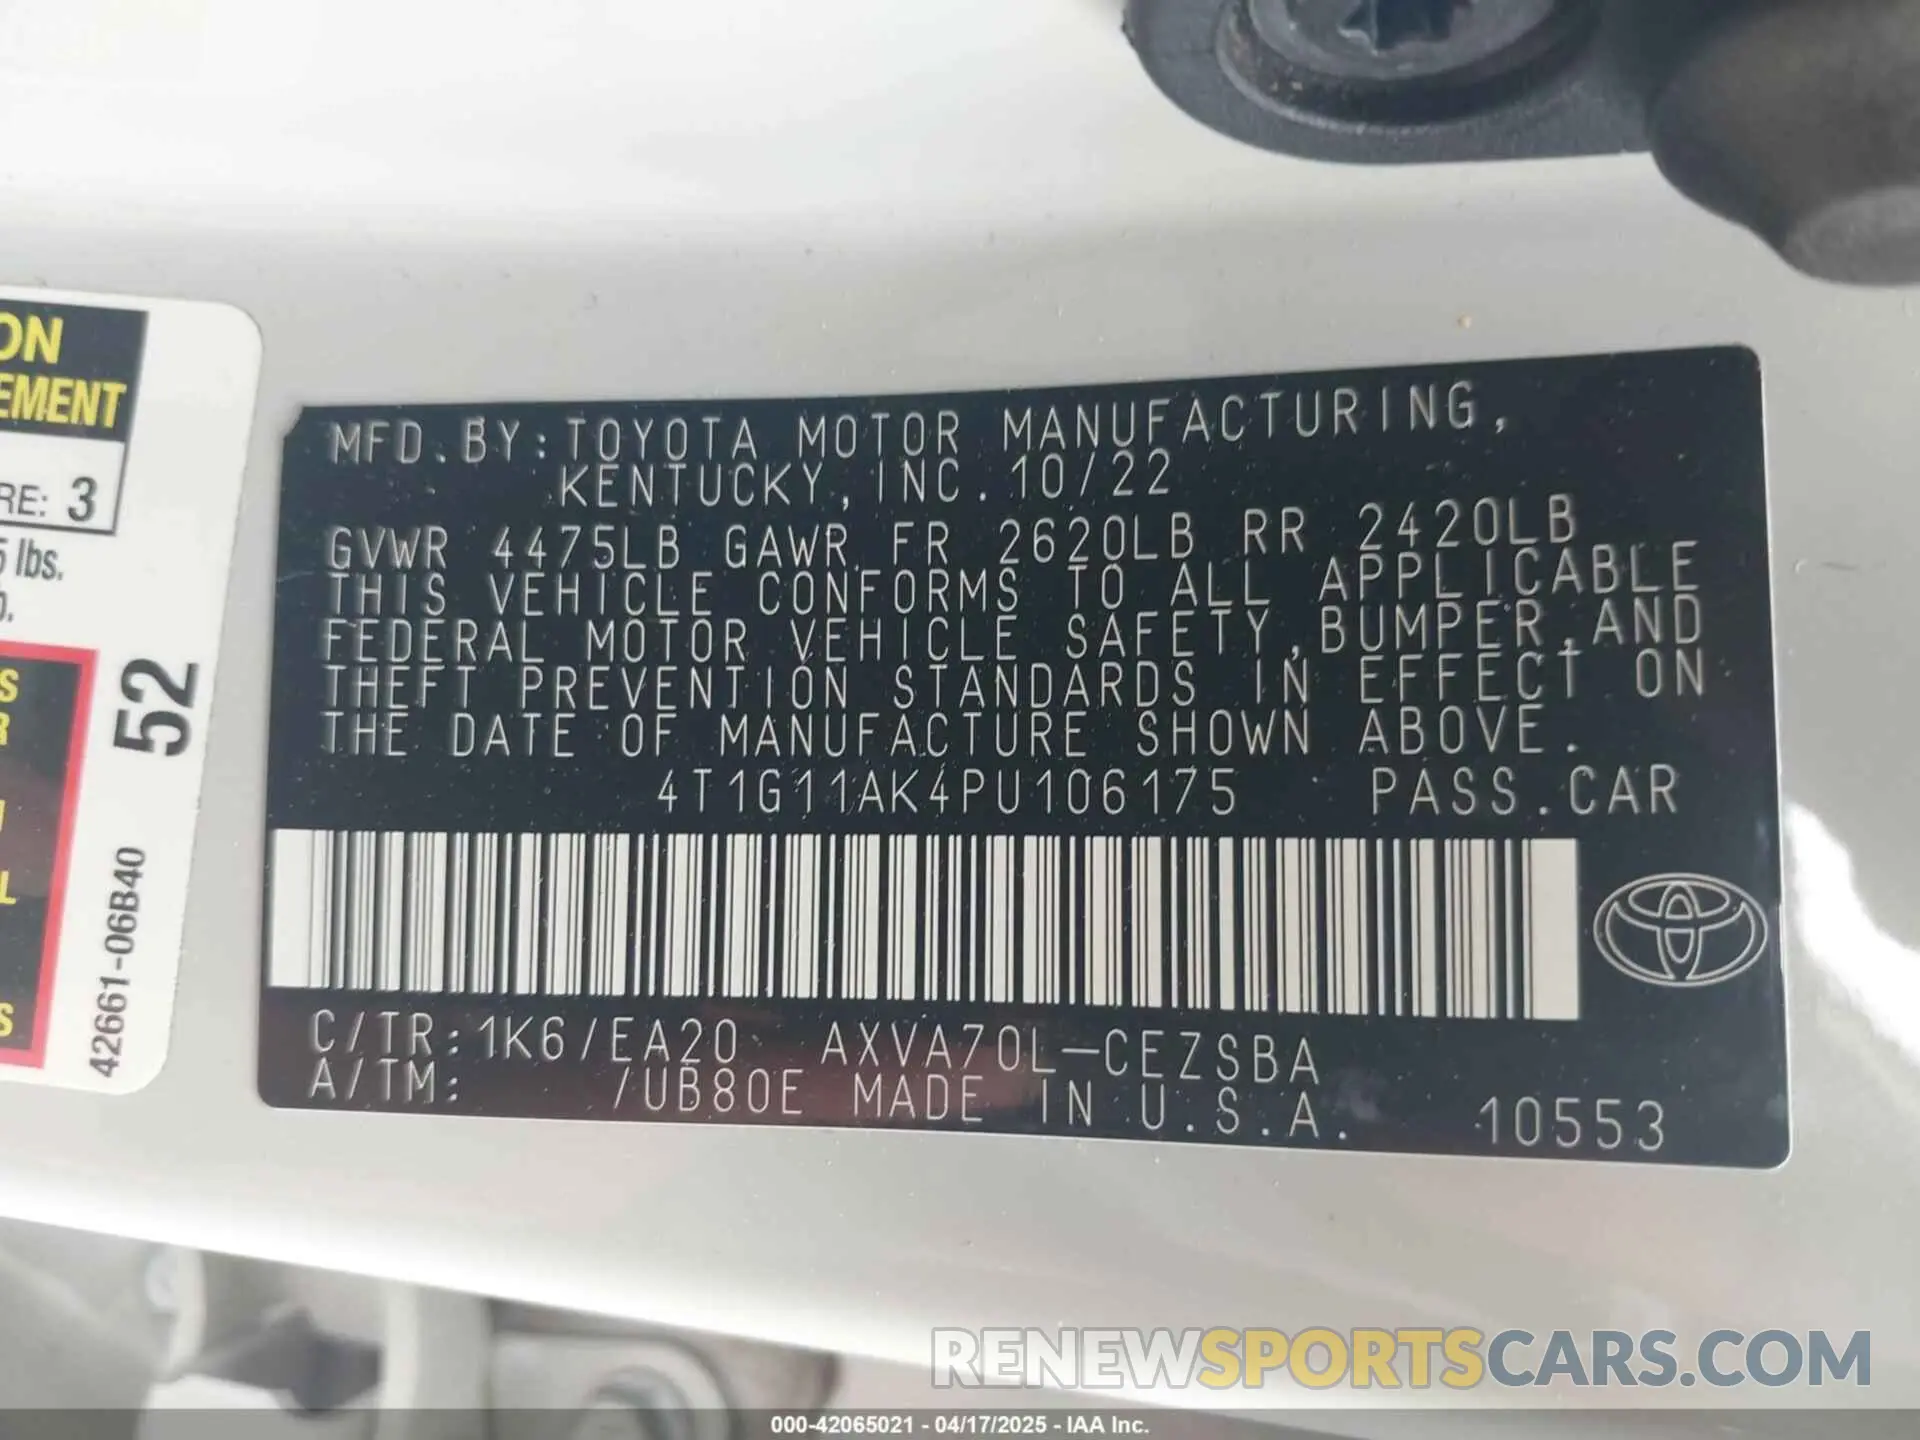 ON
EMENT
RE: 3
5 lbs.
52
42661-06B40
S
R
L
S
MFD.BY:TOYOTA MOTOR MANUFACTURING,
KENTUCKY,INC.10/22
GVWR 4475LB GAWR FR 2620LB RR 2420LB
THIS VEHICLE CONFORMS TO ALL APPLICABLE
FEDERAL MOTOR VEHICLE SAFETY,BUMPER,AND
THEFT PREVENTION STANDARDS IN EFFECT ON
THE DATE OF MANUFACTURE SHOWN ABOVE.
4T1G11AK4PU106175 PASS.CAR
C/TR:1K6/EA20 AXVA70L-CEZSBA
A/TM: /UB80E MADE IN U.S.A. 10553
RENEWSPORTSCARS.COM
000-42065021 - 04/17/2025 - IAA Inc.